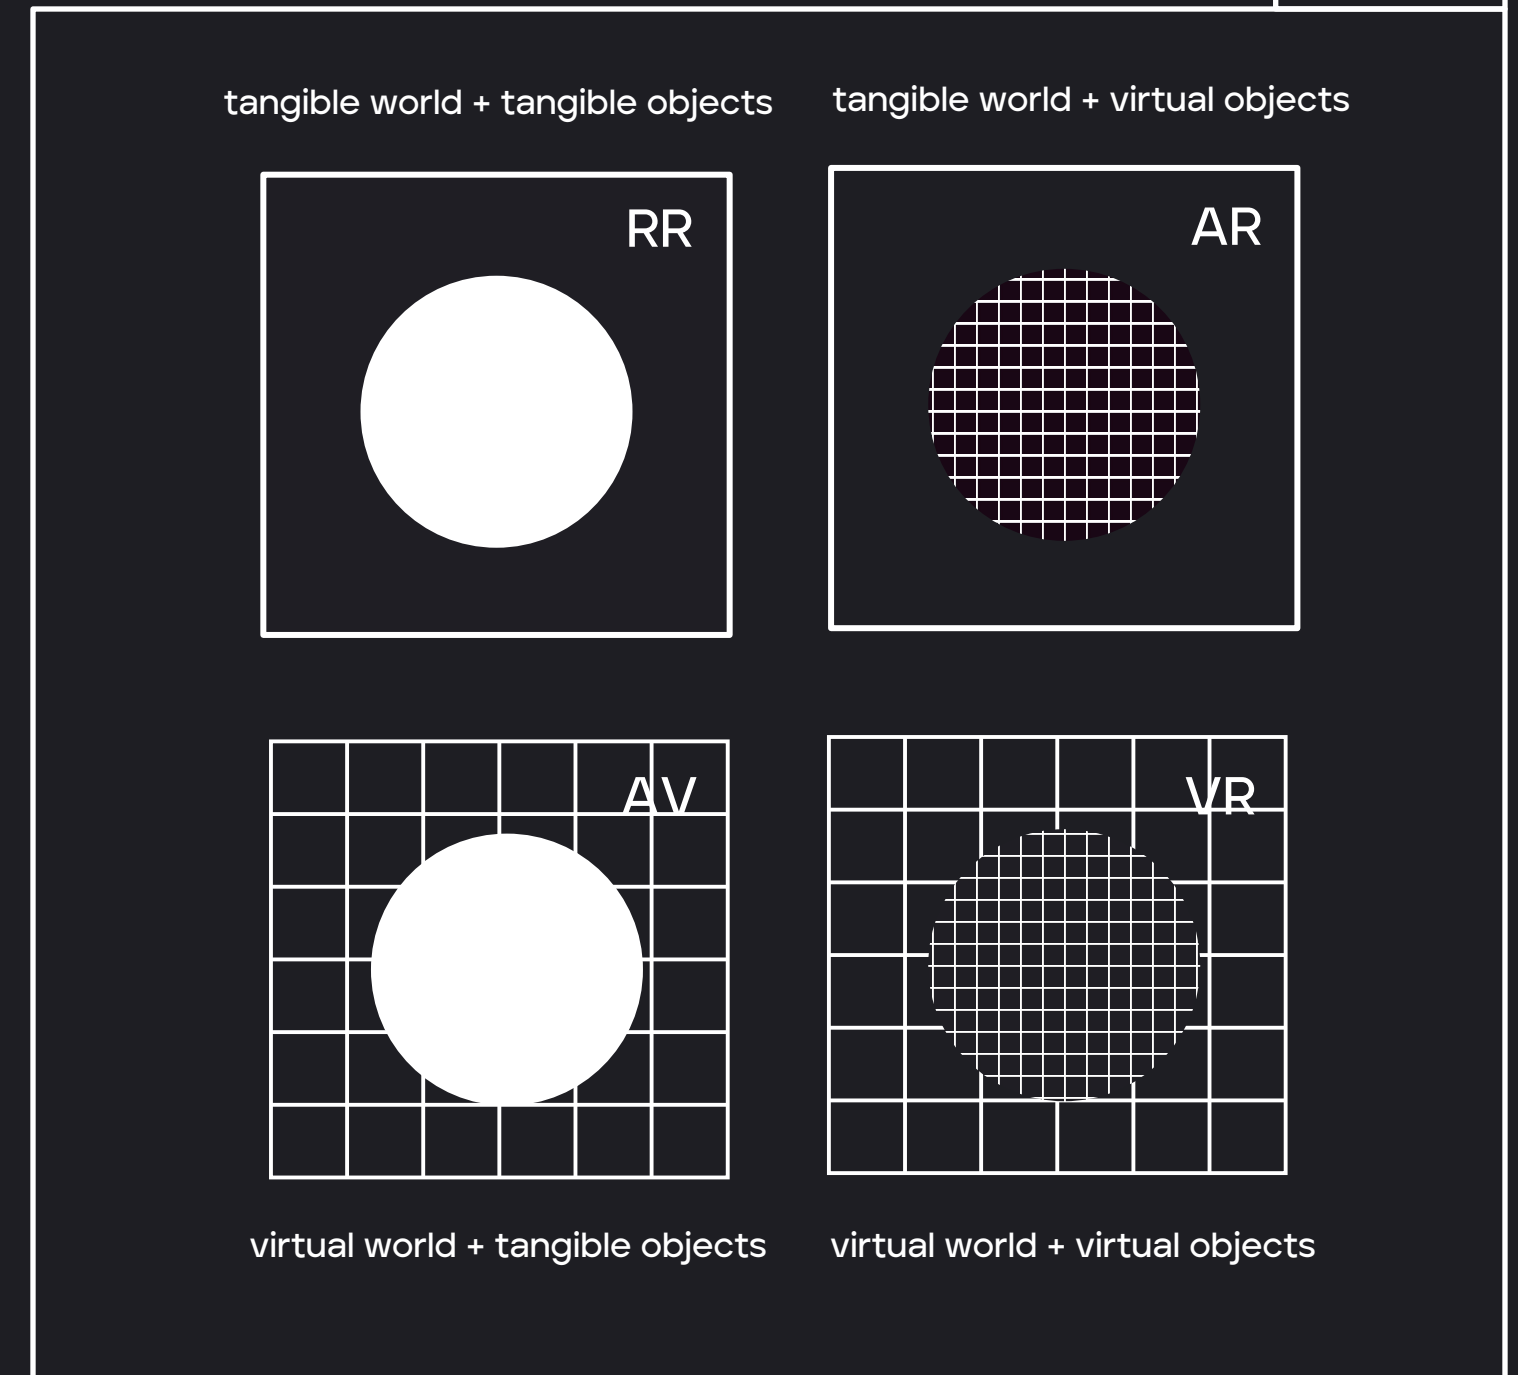 tangible world + tangible objects
tangible world + virtual objects
RR
AR
AV
VR
virtual world + tangible objects
virtual world + virtual objects